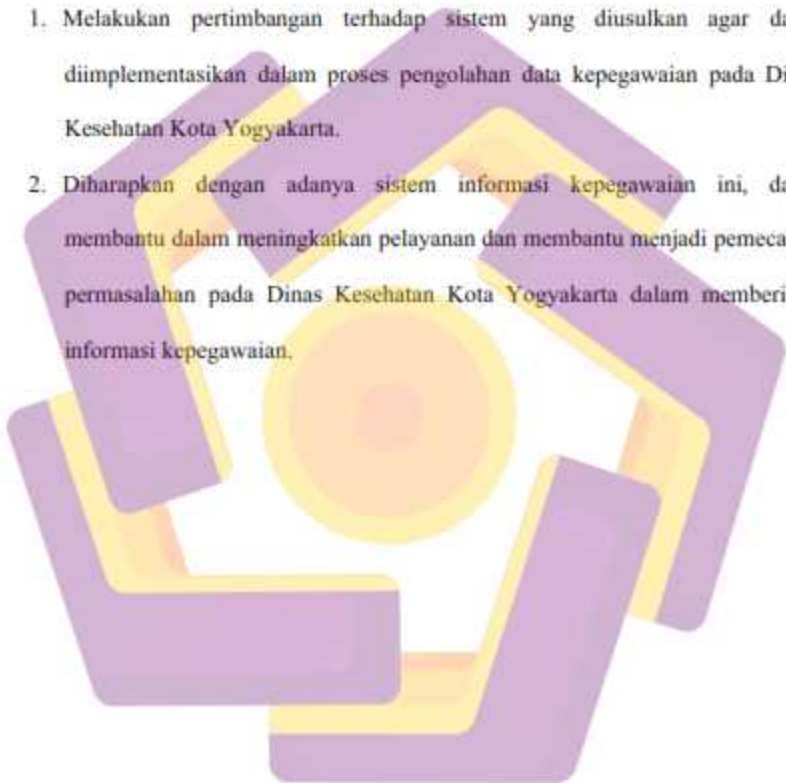 1. Melakukan pertimbangan terhadap sistem yang diusulkan agar da
diimplementasikan dalam proses pengolahan data kepegawaian pada Di
Kesehatan Kota Yogyakarta.
2. Diharapkan dengan adanya sistem informasi kepegawaian ini, da
membantu dalam meningkatkan pelayanan dan membantu menjadi pemeca
permasalahan pada Dinas Kesehatan Kota Yogyakarta dalam memberi
informasi kepegawaian.